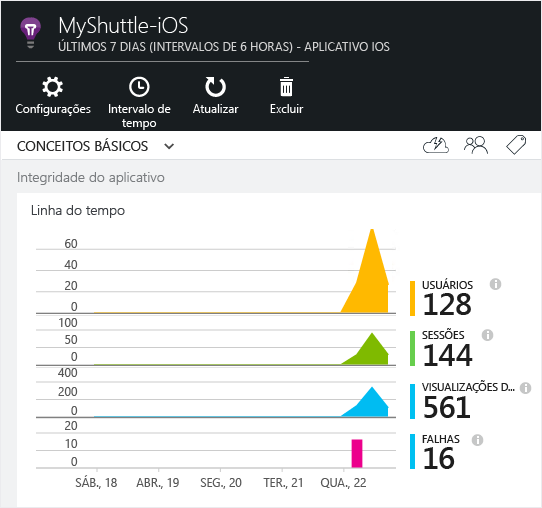 MyShuttle-iOS
ÚLTIMOS 7 DIAS (INTERVALOS DE 6 HORAS) - APLICATIVO IOS
Configurações
Intervalo de tempo
Atualizar
Excluir
CONCEITOS BÁSICOS
Integridade do aplicativo
Linha do tempo
60
40
20
0
USUÁRIOS
128
100
50
0
SESSÕES
144
400
200
0
VISUALIZAÇÕES D...
561
20
10
0
FALHAS
16
SÁB., 18
ABR., 19
SEG., 20
TER., 21
QUA., 22